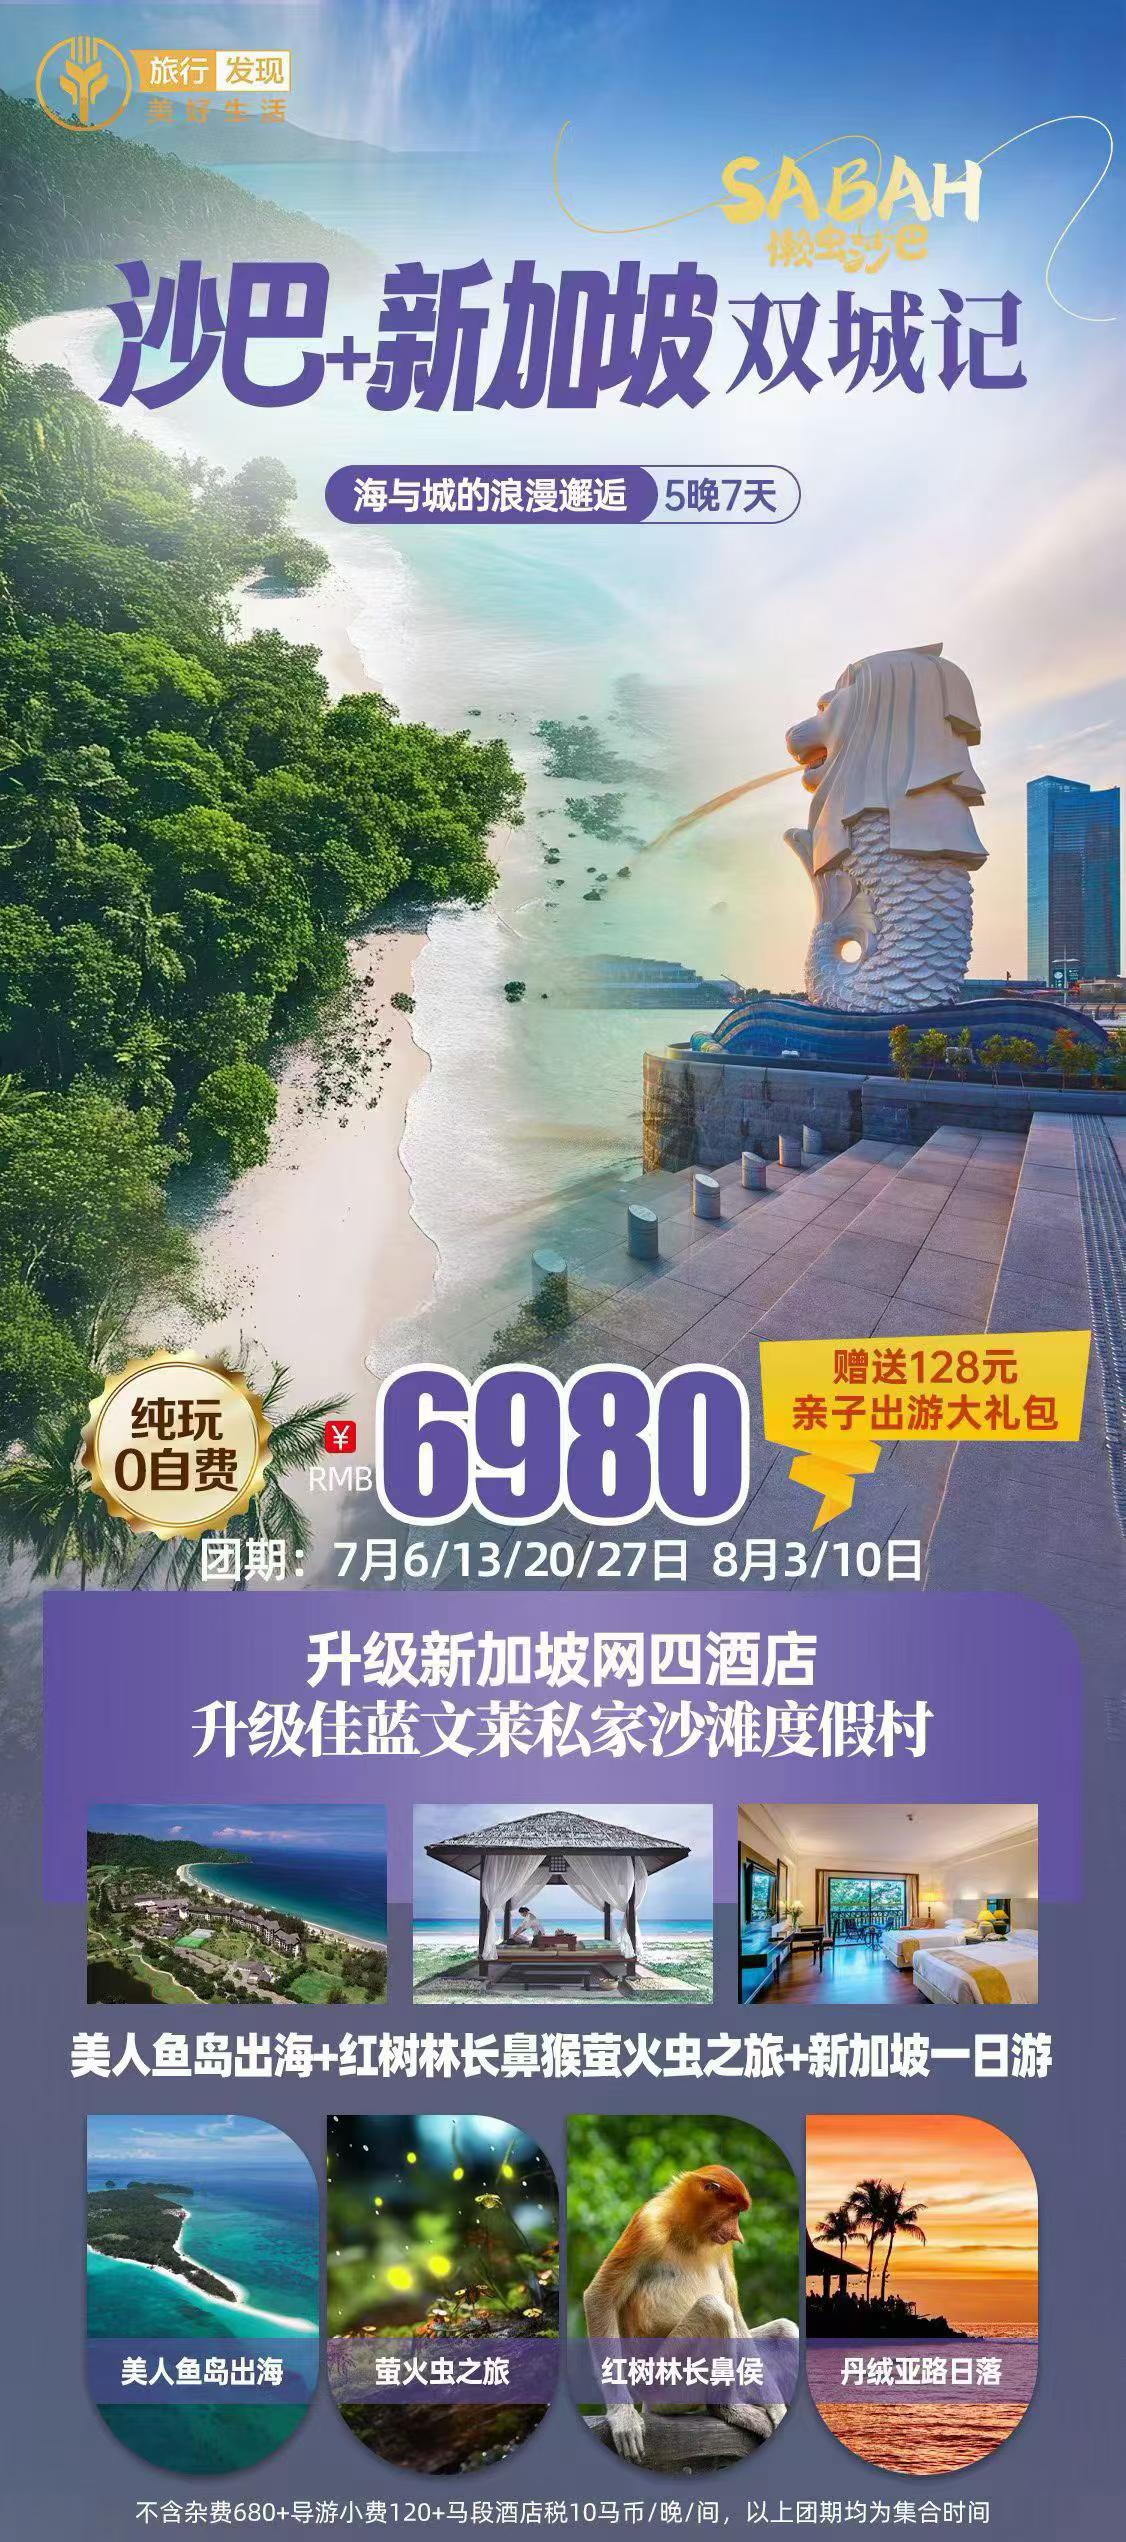 旅行 发现
美好生活
SABAH
懒虫梦巴
沙巴+新加坡双城记
海与城的浪漫邂逅 5晚7天
纯玩
0自费
¥
RMB 6980
赠送128元
亲子出游大礼包
团期：7月6/13/20/27日 8月3/10日
升级新加坡网四酒店
升级佳蓝文莱私家沙滩度假村
美人鱼岛出海+红树林长鼻猴萤火虫之旅+新加坡一日游
美人鱼岛出海
萤火虫之旅
红树林长鼻侯
丹绒亚路日落
不含杂费680+导游小费120+马段酒店税10马币/晚/间，以上团期均为集合时间